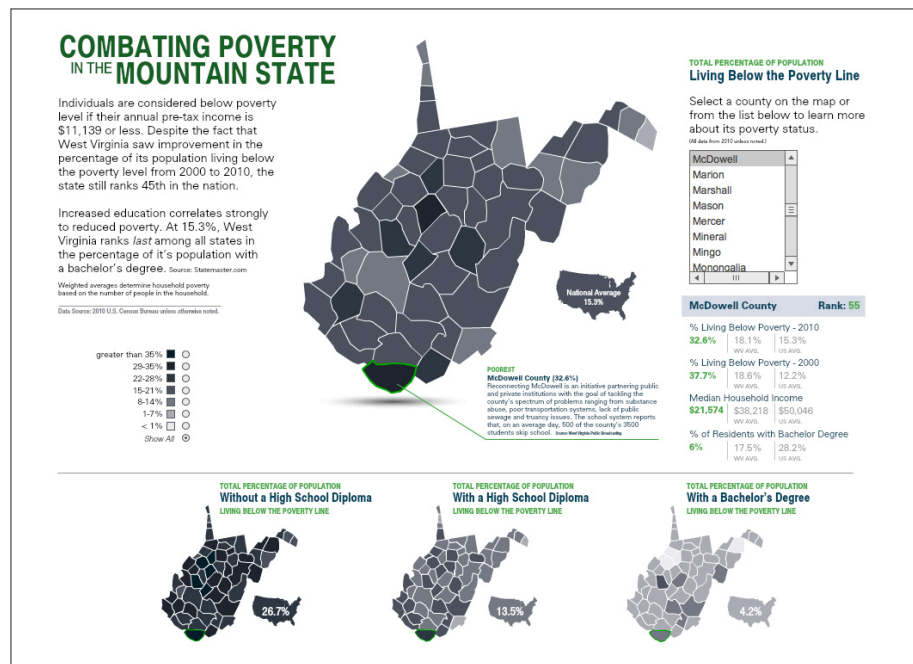 COMBATING POVERTY
IN THE MOUNTAIN STATE
Individuals are considered below poverty
level if their annual pre-tax income is
$11,139 or less. Despite the fact that
West Virginia saw improvement in the
percentage of its population living below
the poverty level from 2000 to 2010, the
state still ranks 45th in the nation.
Increased education correlates strongly
to reduced poverty. At 15.3%, West
Virginia ranks last among all states in
the percentage of it's population with
a bachelor's degree. Source: Statemaster.com
Weighted averages determine household poverty
based on the number of people in the household.
Data Source: 2010 U.S. Census Bureau unless otherwise noted.
greater than 35%
29-35%
22-28%
15-21%
8-14%
1-7%
< 1%
Show All
National Average
15.3%
POOREST
McDowell County (32.6%)
Reconnecting McDowell is an initiative partnering public
and private institutions with the goal of tackling the
county's spectrum of problems ranging from substance
abuse, poor transportation systems, lack of public
sewage and truancy issues. The school system reports
that, on an average day, 500 of the county's 3500
students skip school. Source: West Virginia Public Broadcasting
TOTAL PERCENTAGE OF POPULATION
Living Below the Poverty Line
Select a county on the map or
from the list below to learn more
about its poverty status.
(All data from 2010 unless noted.)
McDowell
Marion
Marshall
Mason
Mercer
Mineral
Mingo
Monongalia
McDowell County Rank: 55
% Living Below Poverty - 2010
32.6% 18.1% 15.3%
WV AVG. US AVG.
% Living Below Poverty - 2000
37.7% 18.6% 12.2%
WV AVG. US AVG.
Median Household Income
$21,574 $38,218 $50,046
WV AVG. US AVG.
% of Residents with Bachelor Degree
6% 17.5% 28.2%
WV AVG. US AVG.
TOTAL PERCENTAGE OF POPULATION
Without a High School Diploma
LIVING BELOW THE POVERTY LINE
26.7%
TOTAL PERCENTAGE OF POPULATION
With a High School Diploma
LIVING BELOW THE POVERTY LINE
13.5%
TOTAL PERCENTAGE OF POPULATION
With a Bachelor's Degree
LIVING BELOW THE POVERTY LINE
4.2%